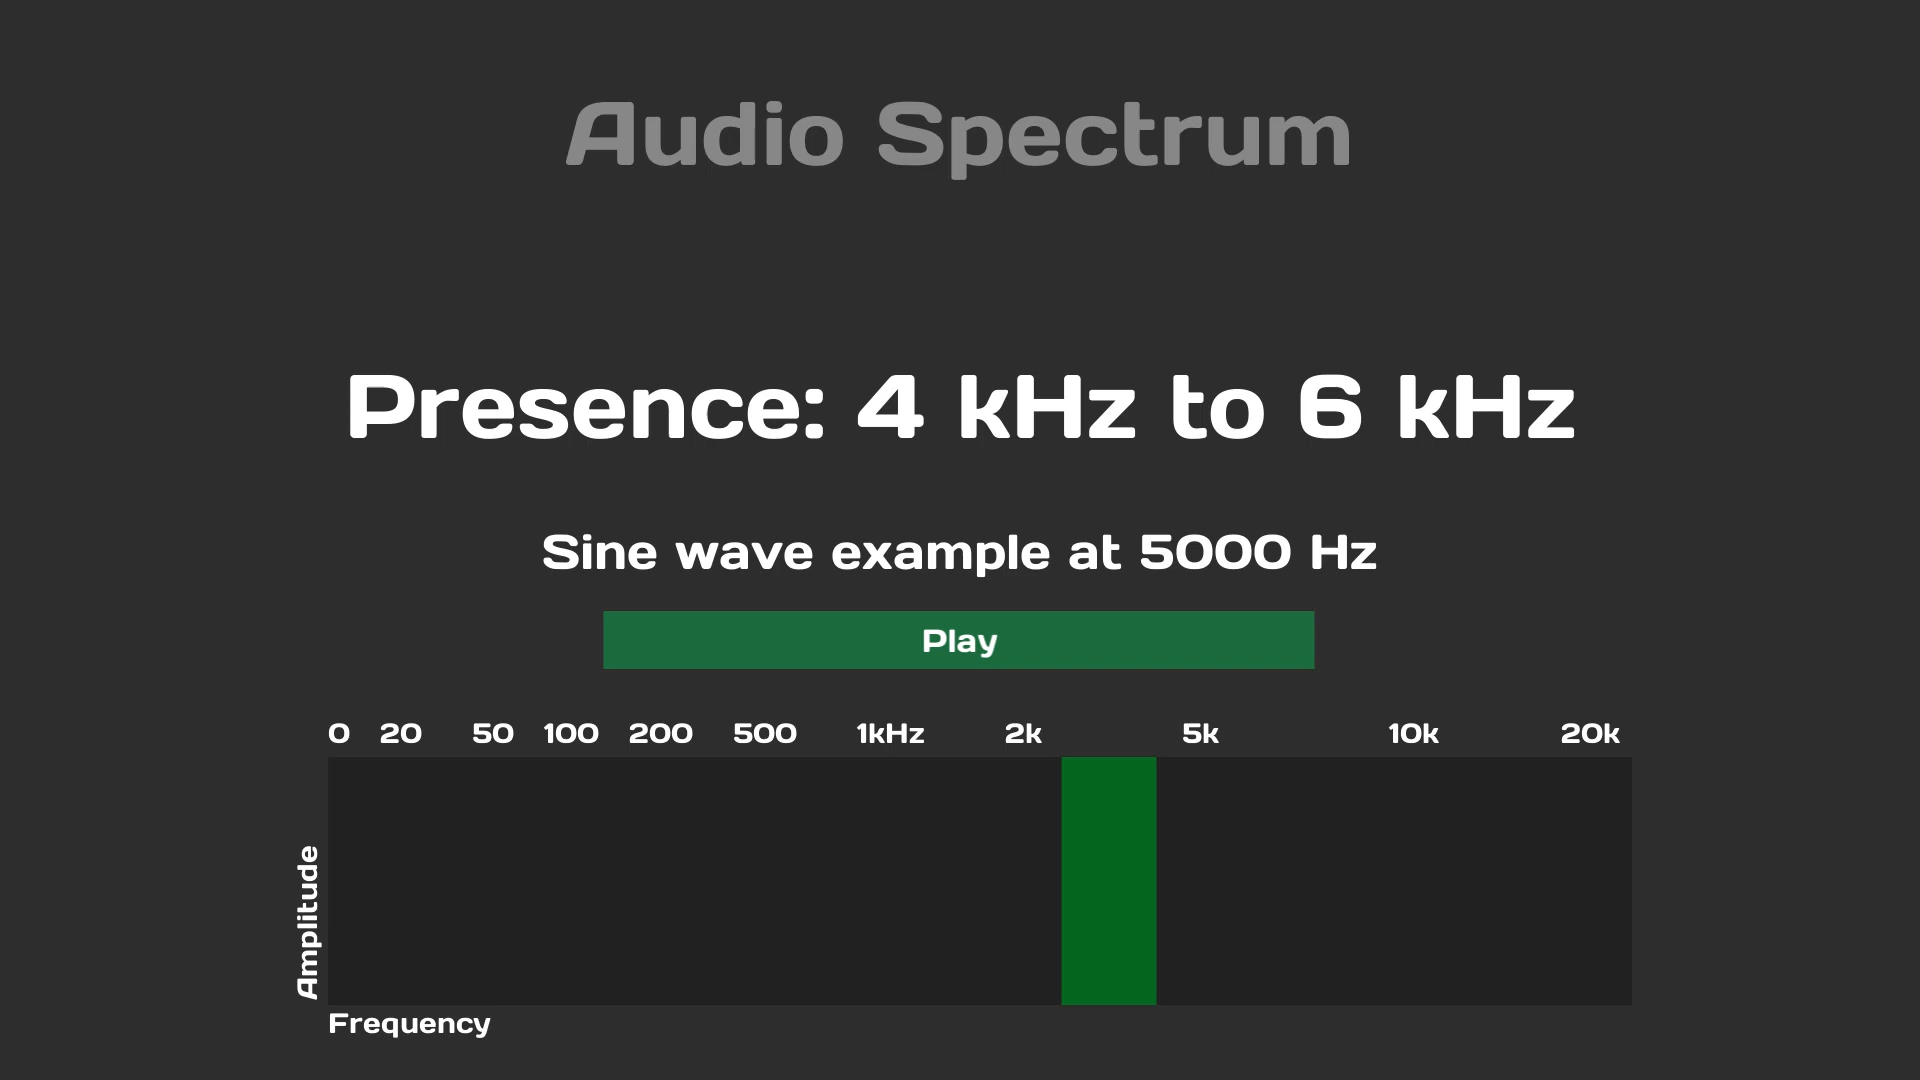 Audio Spectrum
Presence: 4 kHz to 6 kHz
Sine wave example at 5000 Hz
Play
0 20 50 100 200 500 1kHz 2k 5k 10k 20k
Amplitude
Frequency